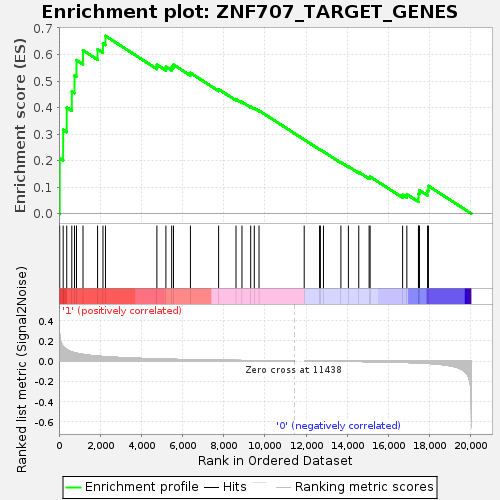 Enrichment plot: ZNF707_TARGET_GENES
Enrichment score (ES)
0.7
0.6
0.5
0.4
0.3
0.2
0.1
0.0
'1' (positively correlated)
Ranked list metric (Signal2Noise)
0.4
0.2
0.0
-0.2
-0.4
-0.6
Zero cross at 11438
'0' (negatively correlated)
0 2,000 4,000 6,000 8,000 10,000 12,000 14,000 16,000 18,000 20,000
Rank in Ordered Dataset
Enrichment profile Hits Ranking metric scores